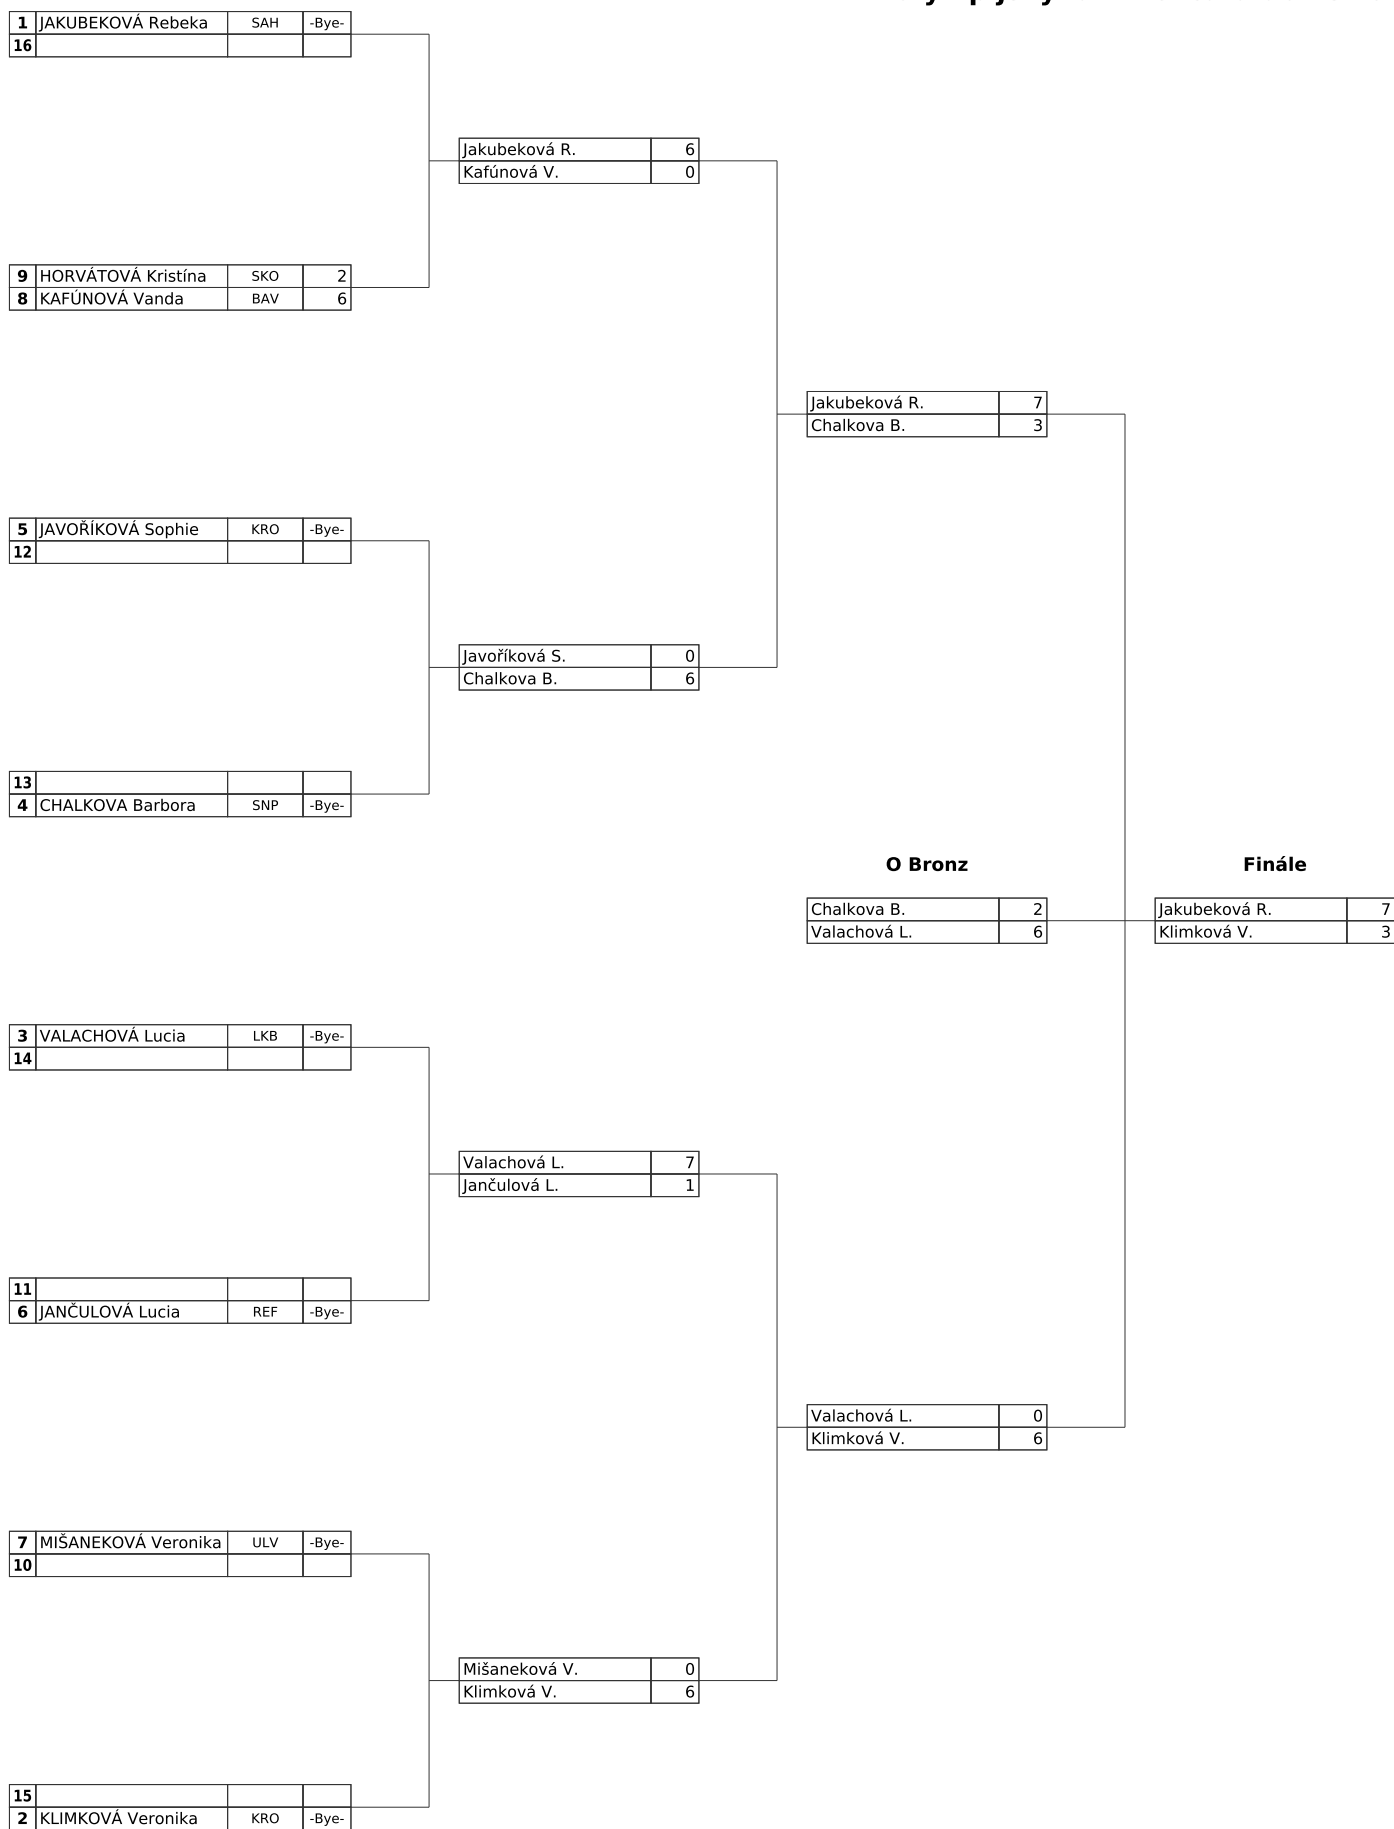 1 JAKUBEKOVÁ Rebeka SAH -Bye-
16
Jakubeková R. 6
Kafúnová V. 0
9 HORVÁTOVÁ Kristína SKO 2
8 KAFÚNOVÁ Vanda BAV 6
Jakubeková R. 7
Chalkova B. 3
5 JAVOŘÍKOVÁ Sophie KRO -Bye-
12
Javoříková S. 0
Chalkova B. 6
13
4 CHALKOVA Barbora SNP -Bye-
O Bronz Finále
Chalkova B. 2 Jakubeková R. 7
Valachová L. 6 Klimková V. 3
3 VALACHOVÁ Lucia LKB -Bye-
14
Valachová L. 7
Jančulová L. 1
11
6 JANČULOVÁ Lucia REF -Bye-
Valachová L. 0
Klimková V. 6
7 MIŠANEKOVÁ Veronika ULV -Bye-
10
Mišaneková V. 0
Klimková V. 6
15
2 KLIMKOVÁ Veronika KRO -Bye-